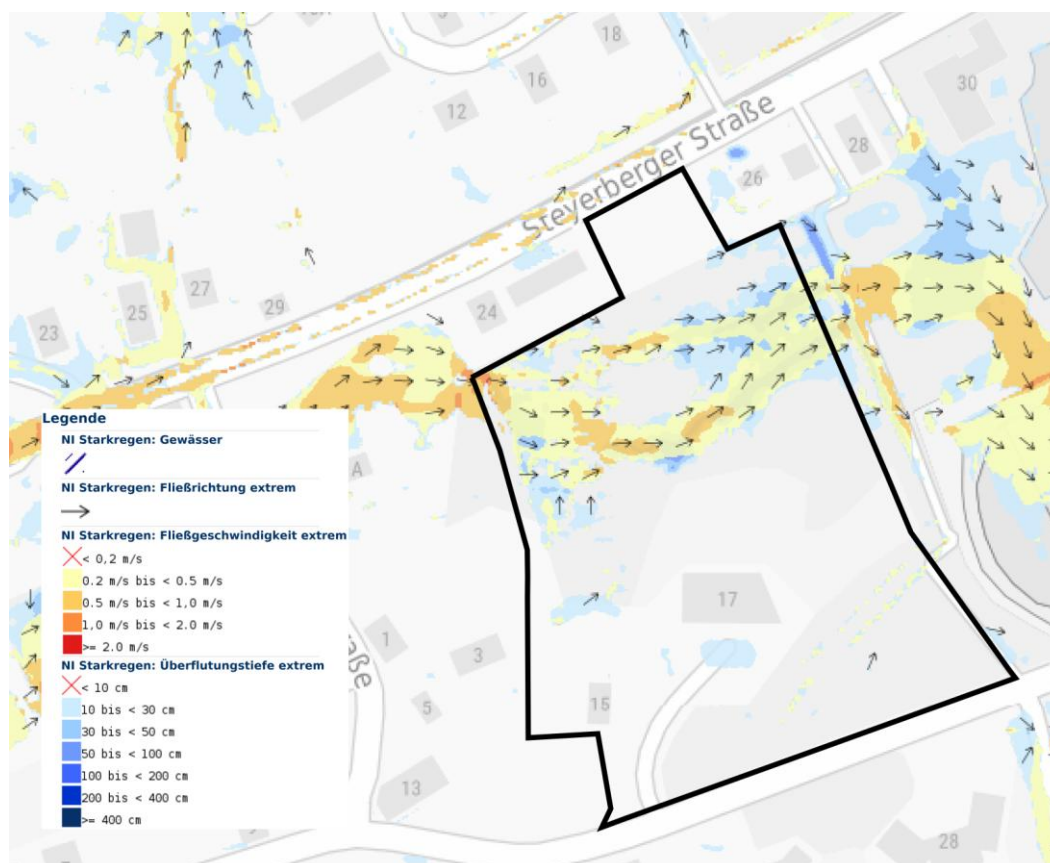 18
16
12
Steyerberger Straße
30
28
26
27
25
29
23
24
Legende
NI Starkregen: Gewässer
NI Starkregen: Fließrichtung extrem
NI Starkregen: Fließgeschwindigkeit extrem
< 0,2 m/s
0.2 m/s bis < 0.5 m/s
0.5 m/s bis < 1,0 m/s
1,0 m/s bis < 2.0 m/s
>= 2.0 m/s
NI Starkregen: Überflutungstiefe extrem
< 10 cm
10 bis < 30 cm
30 bis < 50 cm
50 bis < 100 cm
100 bis < 200 cm
200 bis < 400 cm
>= 400 cm
A
17
1
3
raße
15
5
13
28